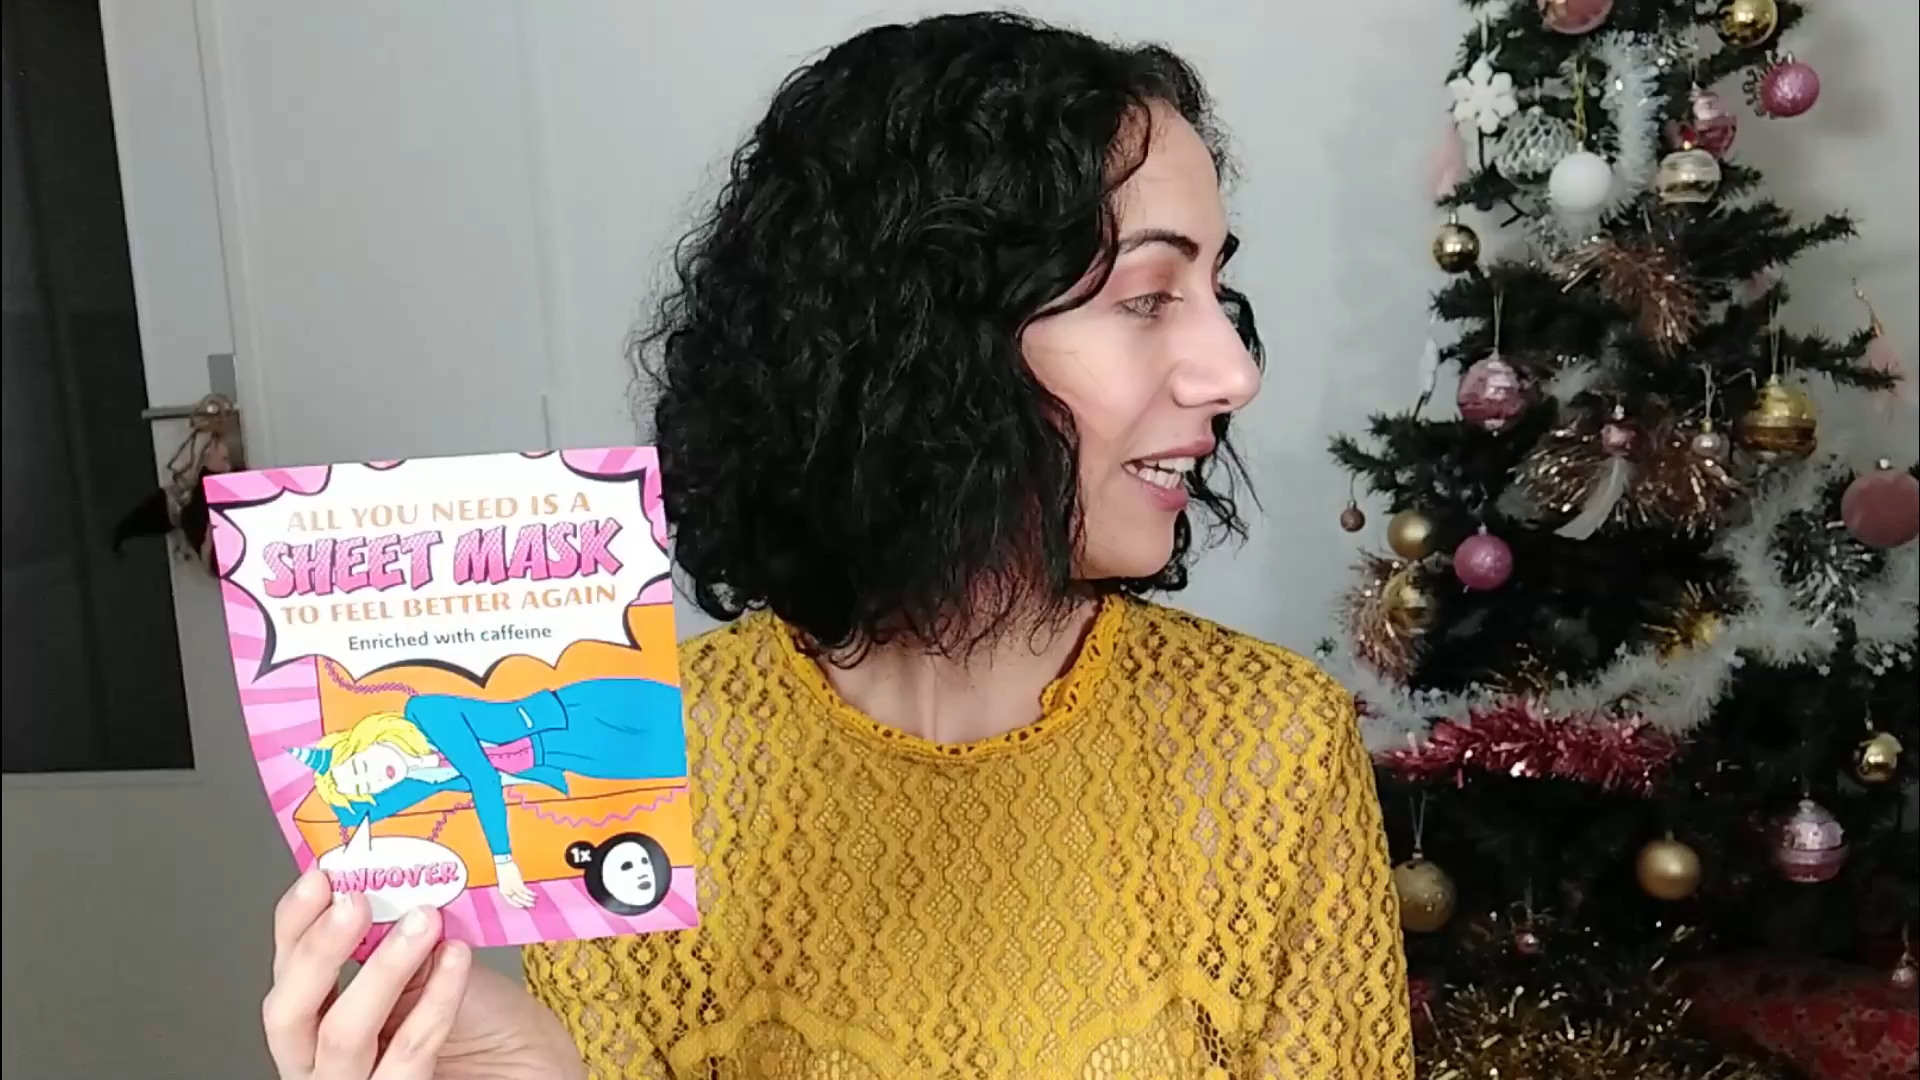 ALL YOU NEED IS A
SHEET MASK
TO FEEL BETTER AGAIN
Enriched with caffeine
1x